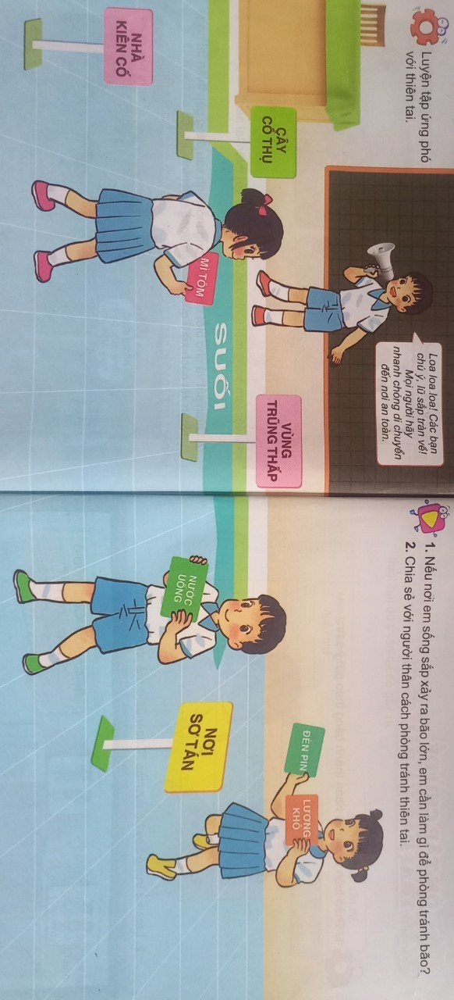 Luyện tập ứng phó
với thiên tai.
Loa loa loa! Các bạn
chú ý, lũ sắp tràn về!
Mọi người hãy
nhanh chóng di chuyển
đến nơi an toàn.
CÂY
CỔ THỤ
NHÀ
KIÊN CỐ
MÌ TÔM
SUỐI
VÙNG
TRŨNG THẤP
1. Nếu nơi em sống sắp xảy ra bão lớn, em cần làm gì để phòng tránh bão?
2. Chia sẻ với người thân cách phòng tránh thiên tai.
NƯỚC
UỐNG
NƠI
SƠ TÁN
ĐÈN PIN
LƯƠNG
KHÔ